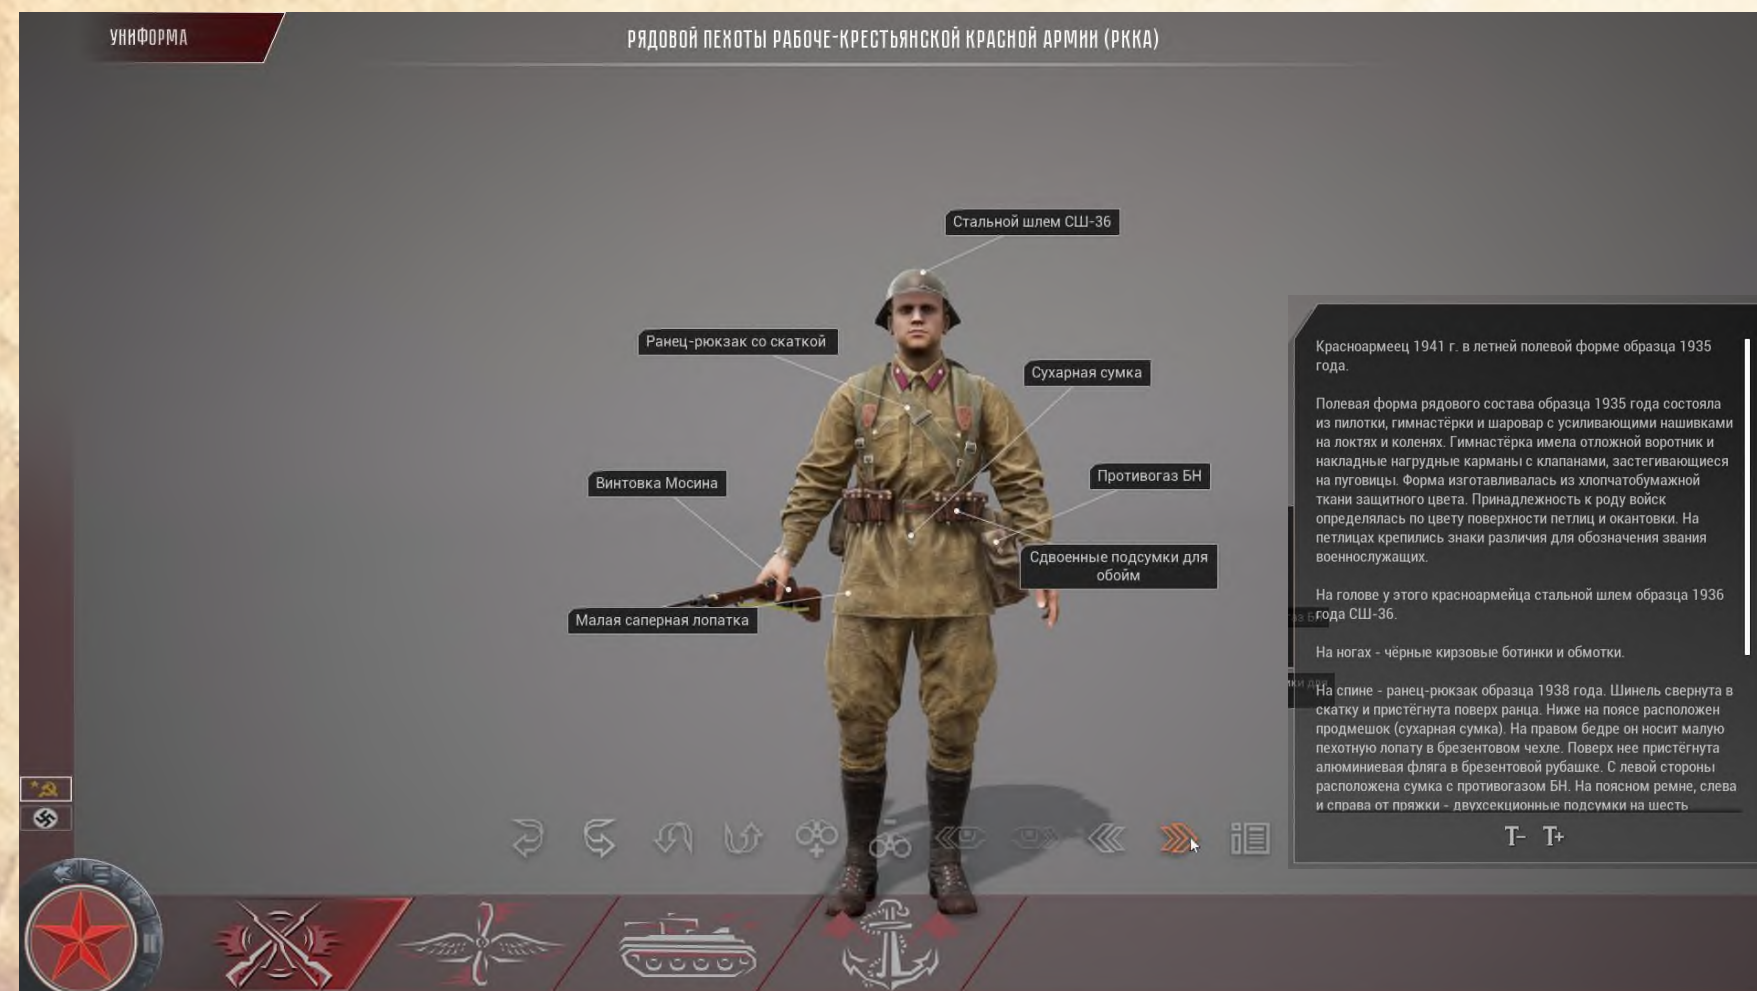 УНИФОРМА
РЯДОВОЙ ПЕХОТЫ РАБОЧЕ-КРЕСТЬЯНСКОЙ КРАСНОЙ АРМИИ (РККА)
Стальной шлем СШ-36
Ранец-рюкзак со скаткой
Сухарная сумка
Противогаз БН
Винтовка Мосина
Сдвоенные подсумки для
обойм
Малая саперная лопатка
Красноармеец 1941 г. в летней полевой форме образца 1935
года.
Полевая форма рядового состава образца 1935 года состояла
из пилотки, гимнастёрки и шаровар с усиливающими нашивками
на локтях и коленях. Гимнастёрка имела отложной воротник и
накладные нагрудные карманы с клапанами, застегивающиеся
на пуговицы. Форма изготавливалась из хлопчатобумажной
ткани защитного цвета. Принадлежность к роду войск
определялась по цвету поверхности петлиц и окантовки. На
петлицах крепились знаки различия для обозначения звания
военнослужащих.
На голове у этого красноармейца стальной шлем образца 1936
года СШ-36.
На ногах - чёрные кирзовые ботинки и обмотки.
На спине - ранец-рюкзак образца 1938 года. Шинель свернута в
скатку и пристёгнута поверх ранца. Ниже на поясе расположен
продмешок (сухарная сумка). На правом бедре он носит малую
пехотную лопату в брезентовом чехле. Поверх нее пристёгнута
алюминиевая фляга в брезентовой рубашке. С левой стороны
расположена сумка с противогазом БН. На поясном ремне, слева
и справа от пряжки - двухсекционные подсумки на шесть
T- T+